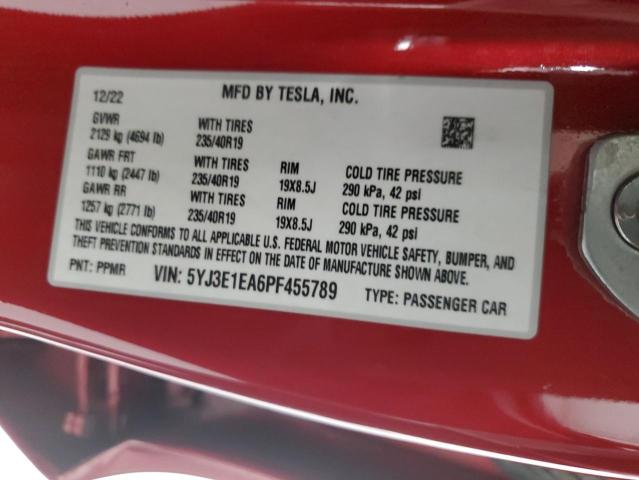 12/22 MFD BY TESLA, INC.
GVWR
2129 kg (4694 lb) WITH TIRES 235/40R19
GAWR FRT
1110 kg (2447 lb) WITH TIRES 235/40R19 RIM 19X8.5J COLD TIRE PRESSURE 290 kPa, 42 psi
GAWR RR
1257 kg (2771 lb) WITH TIRES 235/40R19 RIM 19X8.5J COLD TIRE PRESSURE 290 kPa, 42 psi
THIS VEHICLE CONFORMS TO ALL APPLICABLE U.S. FEDERAL MOTOR VEHICLE SAFETY, BUMPER, AND
THEFT PREVENTION STANDARDS IN EFFECT ON THE DATE OF MANUFACTURE SHOWN ABOVE.
PNT: PPMR VIN: 5YJ3E1EA6PF455789 TYPE: PASSENGER CAR